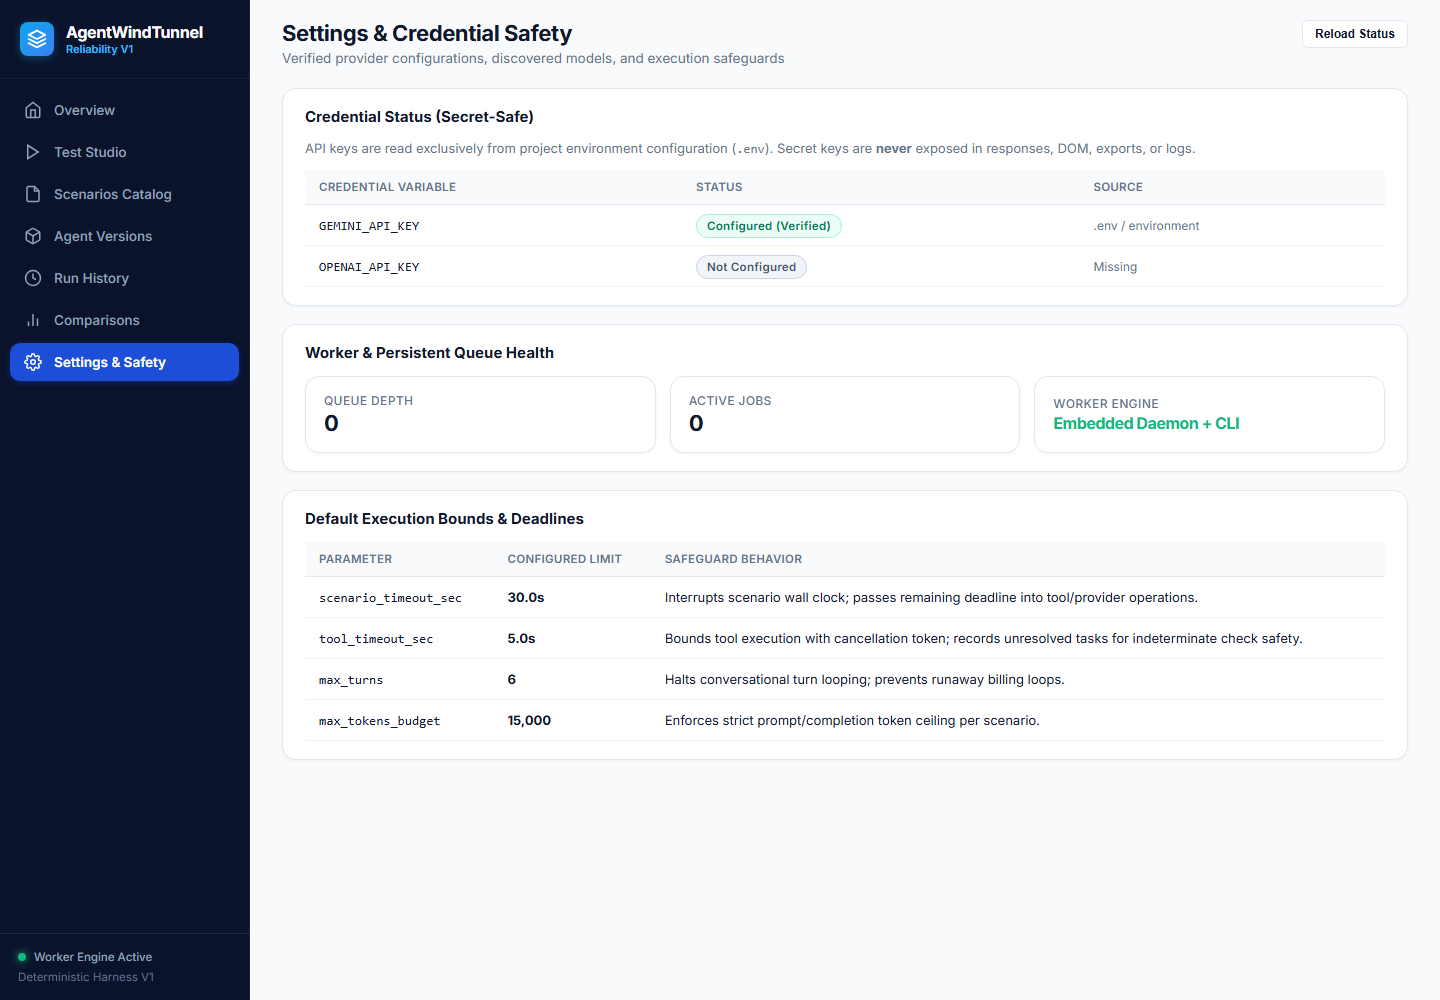 AgentWindTunnel
Reliability V1
Overview
Test Studio
Scenarios Catalog
Agent Versions
Run History
Comparisons
Settings & Safety
Worker Engine Active
Deterministic Harness V1
Settings & Credential Safety
Verified provider configurations, discovered models, and execution safeguards
Reload Status
Credential Status (Secret-Safe)
API keys are read exclusively from project environment configuration (.env). Secret keys are never exposed in responses, DOM, exports, or logs.
CREDENTIAL VARIABLE STATUS SOURCE
GEMINI_API_KEY Configured (Verified) .env / environment
OPENAI_API_KEY Not Configured Missing
Worker & Persistent Queue Health
QUEUE DEPTH
0
ACTIVE JOBS
0
WORKER ENGINE
Embedded Daemon + CLI
Default Execution Bounds & Deadlines
PARAMETER CONFIGURED LIMIT SAFEGUARD BEHAVIOR
scenario_timeout_sec 30.0s Interrupts scenario wall clock; passes remaining deadline into tool/provider operations.
tool_timeout_sec 5.0s Bounds tool execution with cancellation token; records unresolved tasks for indeterminate check safety.
max_turns 6 Halts conversational turn looping; prevents runaway billing loops.
max_tokens_budget 15,000 Enforces strict prompt/completion token ceiling per scenario.